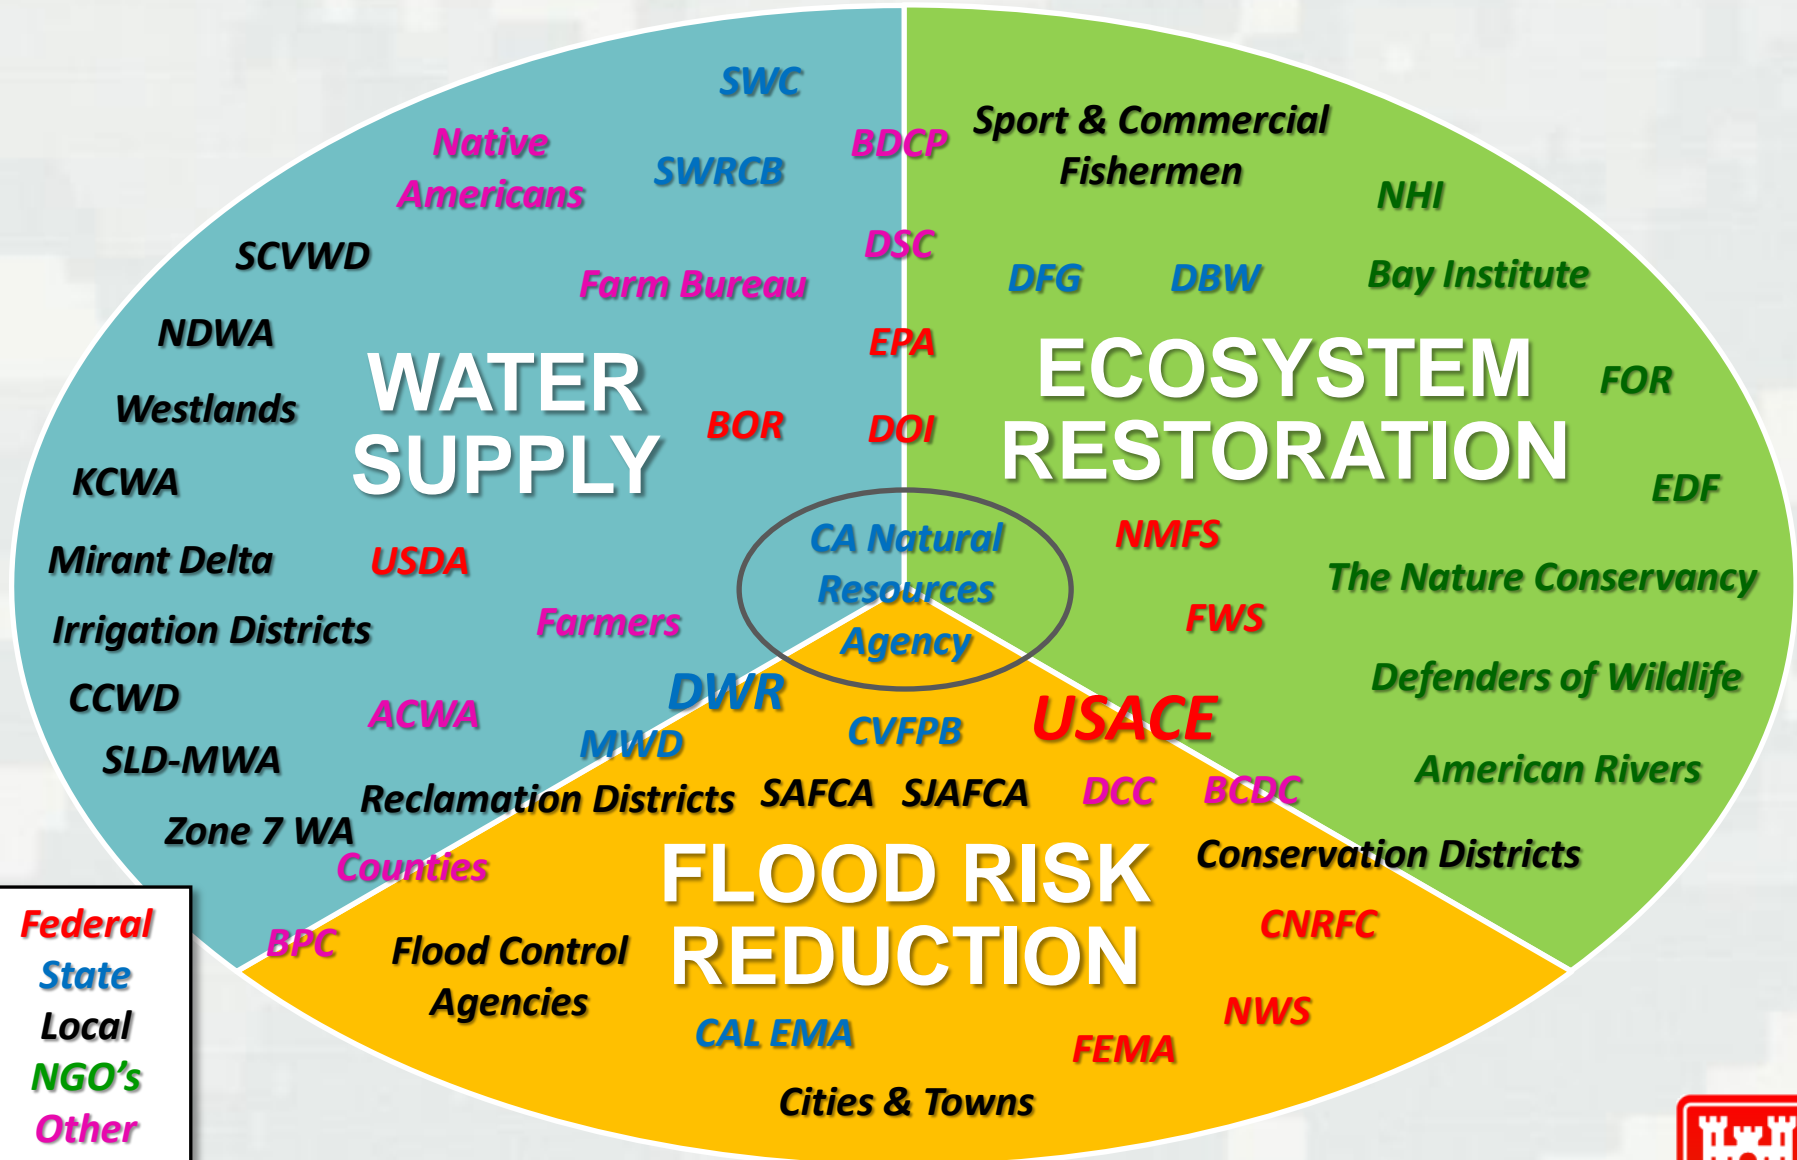 SWC
Native
Americans
SWRCB
BDCP
SCVWD
Farm Bureau
DSC
NDWA
EPA
WATER
SUPPLY
Westlands
BOR
DOI
KCWA
Mirant Delta
USDA
Irrigation Districts
Farmers
CCWD
ACWA
DWR
MWD
SLD-MWA
Reclamation Districts
Zone 7 WA
Counties
BPC
Sport & Commercial
Fishermen
NHI
DFG
DBW
Bay Institute
ECOSYSTEM
RESTORATION
FOR
EDF
NMFS
The Nature Conservancy
FWS
Defenders of Wildlife
American Rivers
CA Natural
Resources
Agency
USACE
CVFPB
SAFCA
SJAFCA
DCC
BCDC
Conservation Districts
FLOOD RISK
REDUCTION
CNRFC
Flood Control
Agencies
NWS
CAL EMA
FEMA
Cities & Towns
Federal
State
Local
NGO's
Other